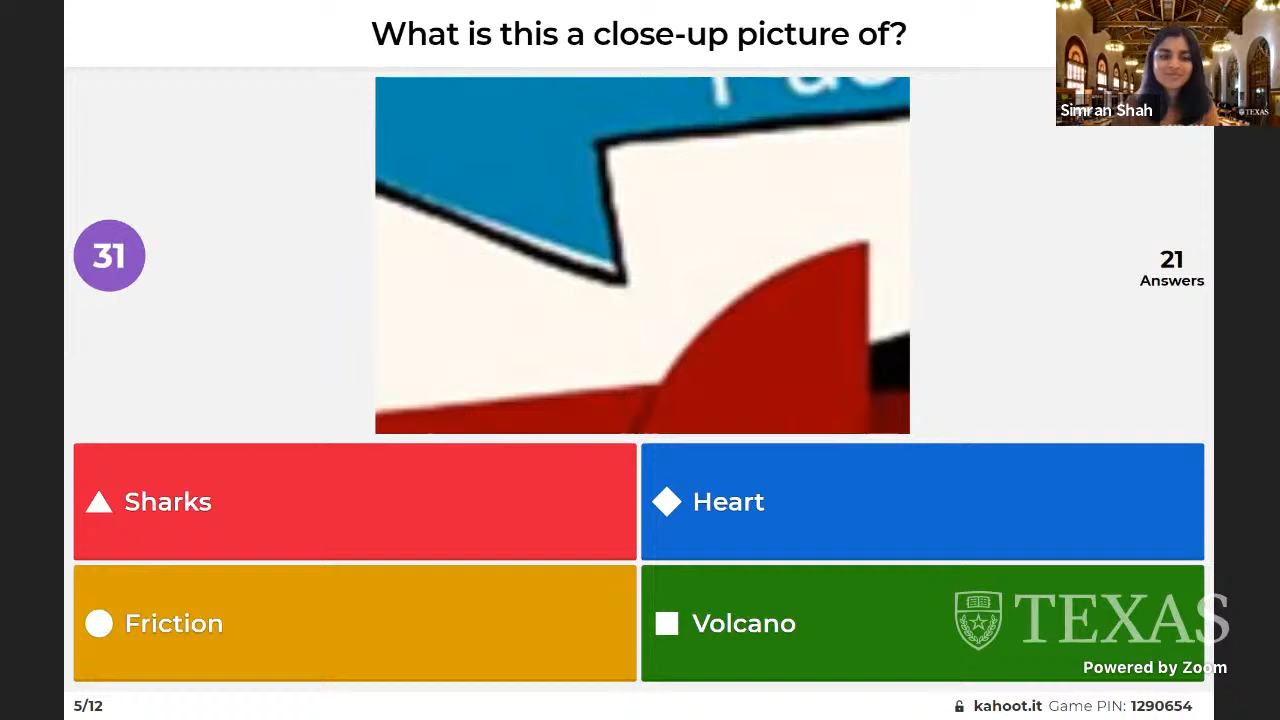 What is this a close-up picture of?
Simran Shah
TEXAS
31
21
Answers
Sharks
Heart
Friction
Volcano
TEXAS
Powered by Zoom
5/12
kahoot.it Game PIN: 1290654